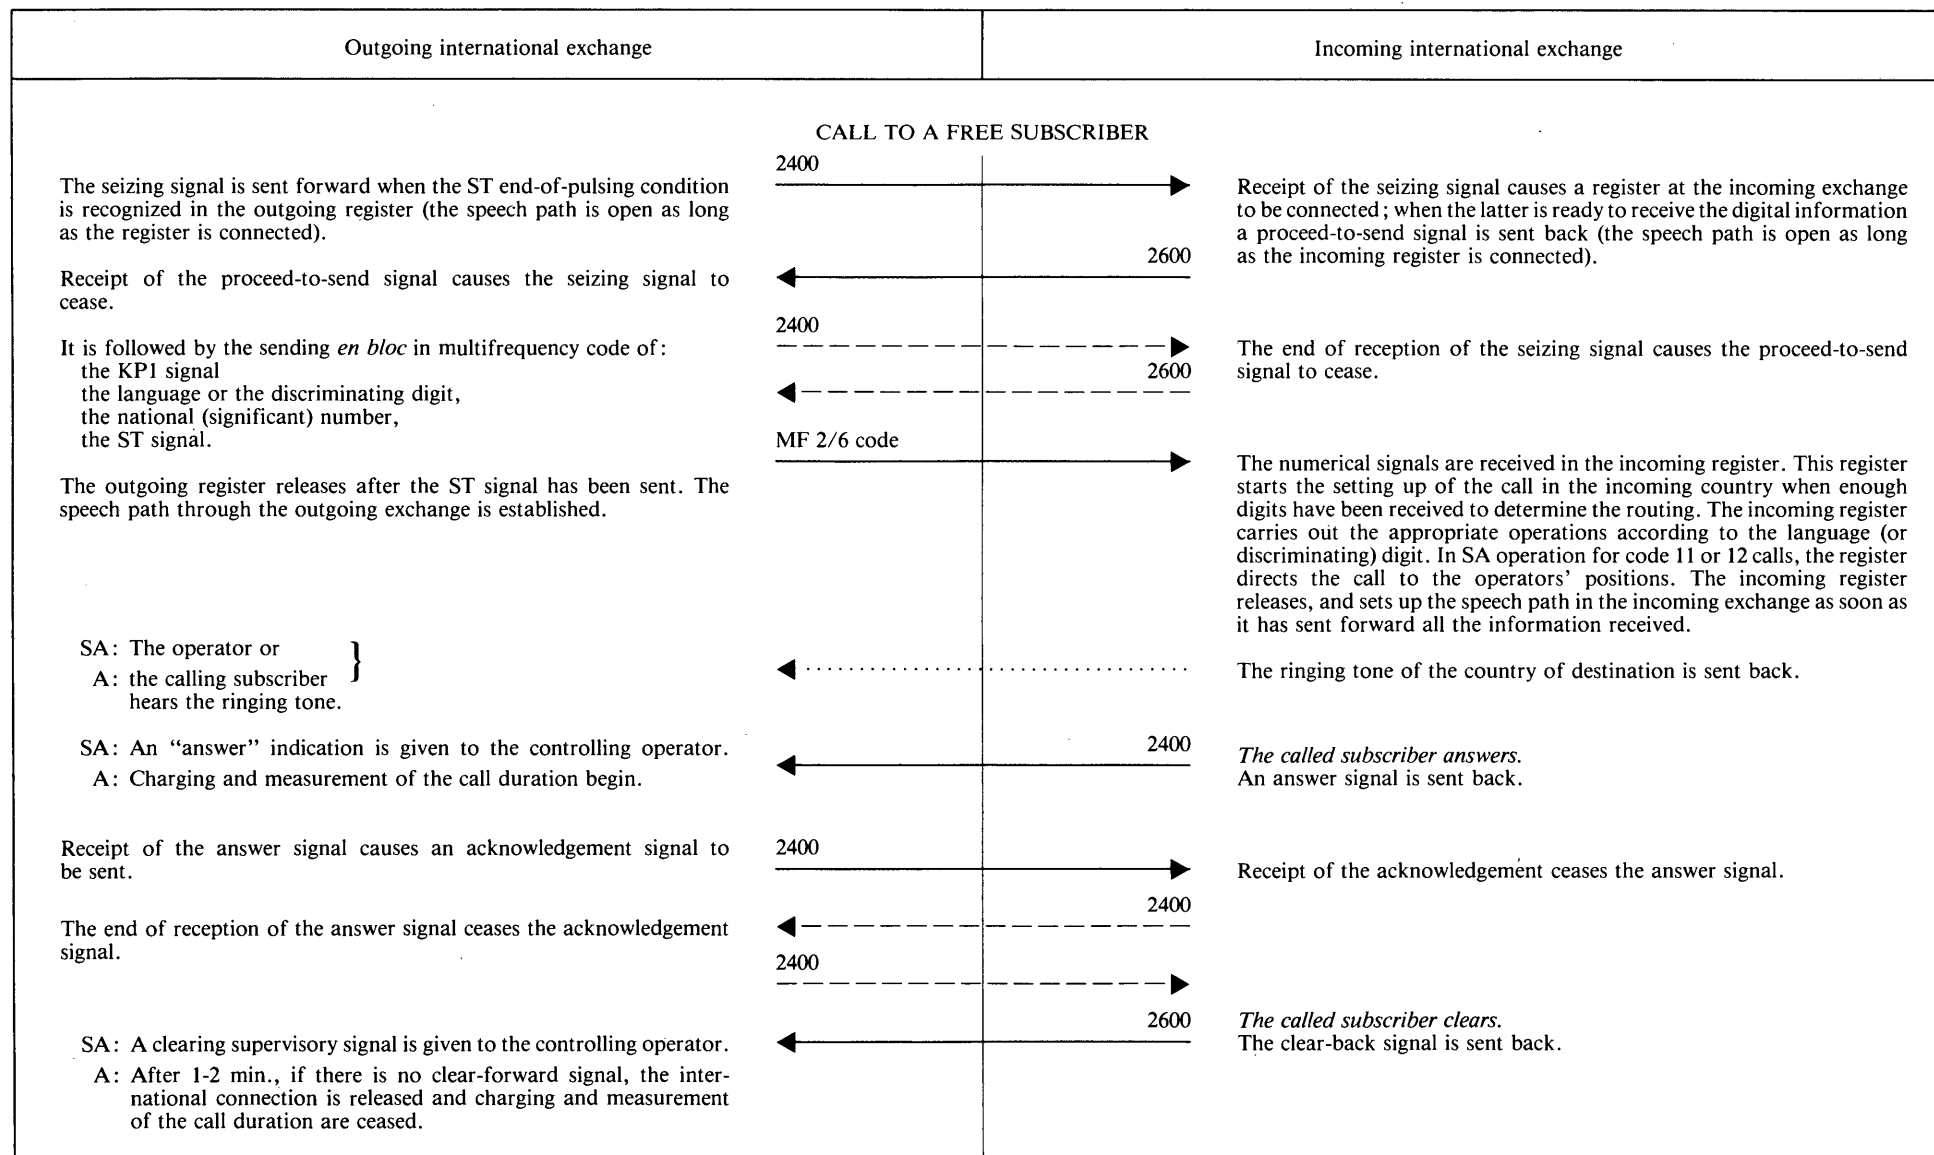 Outgoing international exchange
Incoming international exchange
CALL TO A FREE SUBSCRIBER
2400
The seizing signal is sent forward when the ST end-of-pulsing condition
is recognized in the outgoing register (the speech path is open as long
as the register is connected).
Receipt of the seizing signal causes a register at the incoming exchange
to be connected; when the latter is ready to receive the digital information
a proceed-to-send signal is sent back (the speech path is open as long
as the incoming register is connected).
2600
Receipt of the proceed-to-send signal causes the seizing signal to
cease.
2400
It is followed by the sending en bloc in multifrequency code of:
the KP1 signal
the language or the discriminating digit,
the national (significant) number,
the ST signal.
The end of reception of the seizing signal causes the proceed-to-send
signal to cease.
2600
MF 2/6 code
The outgoing register releases after the ST signal has been sent. The
speech path through the outgoing exchange is established.
The numerical signals are received in the incoming register. This register
starts the setting up of the call in the incoming country when enough
digits have been received to determine the routing. The incoming register
carries out the appropriate operations according to the language (or
discriminating) digit. In SA operation for code 11 or 12 calls, the register
directs the call to the operators' positions. The incoming register
releases, and sets up the speech path in the incoming exchange as soon as
it has sent forward all the information received.
SA: The operator or
A: the calling subscriber
hears the ringing tone.
The ringing tone of the country of destination is sent back.
SA: An "answer" indication is given to the controlling operator.
A: Charging and measurement of the call duration begin.
2400
The called subscriber answers.
An answer signal is sent back.
Receipt of the answer signal causes an acknowledgement signal to
be sent.
2400
Receipt of the acknowledgement ceases the answer signal.
2400
The end of reception of the answer signal ceases the acknowledgement
signal.
2400
2600
The called subscriber clears.
The clear-back signal is sent back.
SA: A clearing supervisory signal is given to the controlling operator.
A: After 1-2 min., if there is no clear-forward signal, the inter-
national connection is released and charging and measurement
of the call duration are ceased.